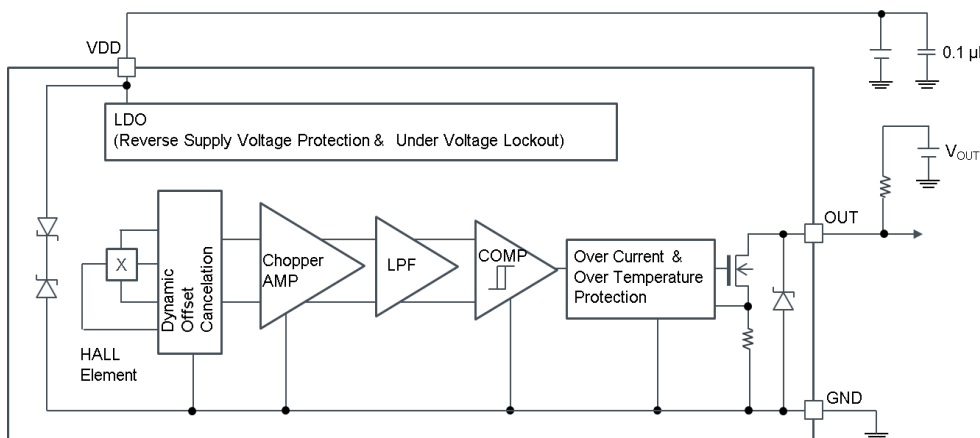 VDD
0.1 µ
LDO
(Reverse Supply Voltage Protection & Under Voltage Lockout)
VOUT
OUT
X
Dynamic
Offset
Cancelation
Chopper
AMP
LPF
COMP
Over Current &
Over Temperature
Protection
HALL
Element
GND